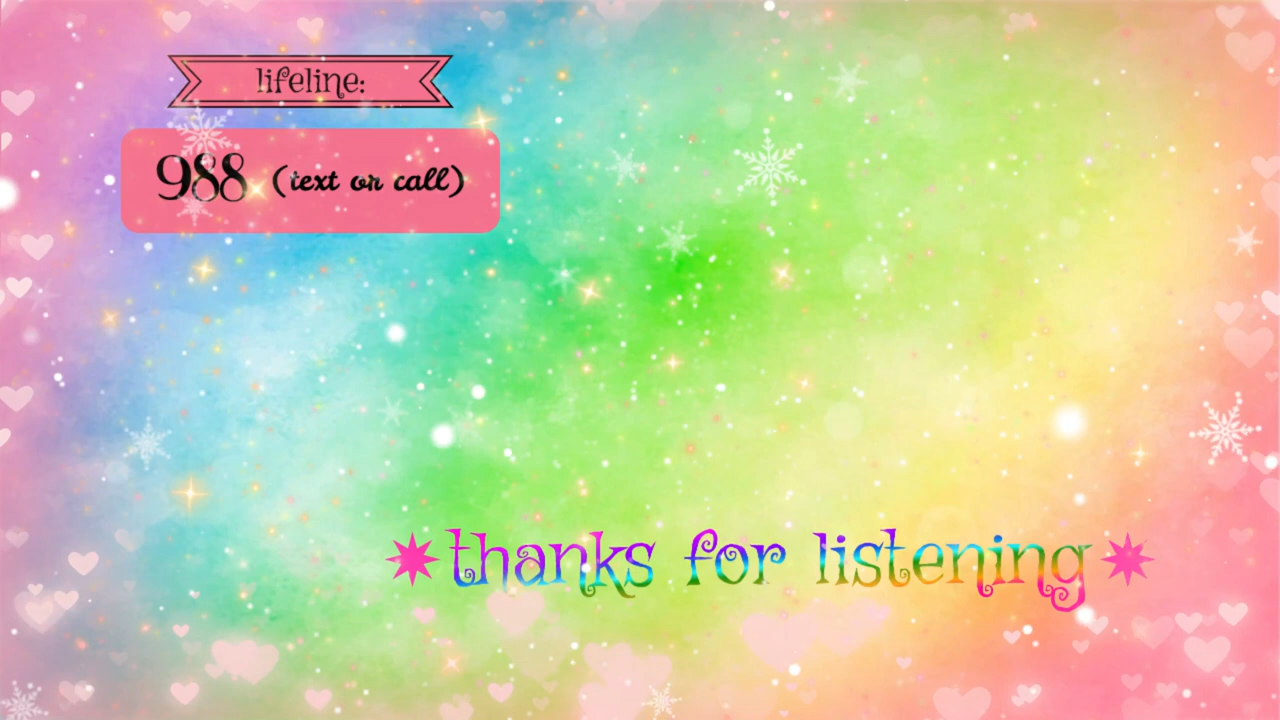 lifeline:
988 (text or call)
thanks for listening